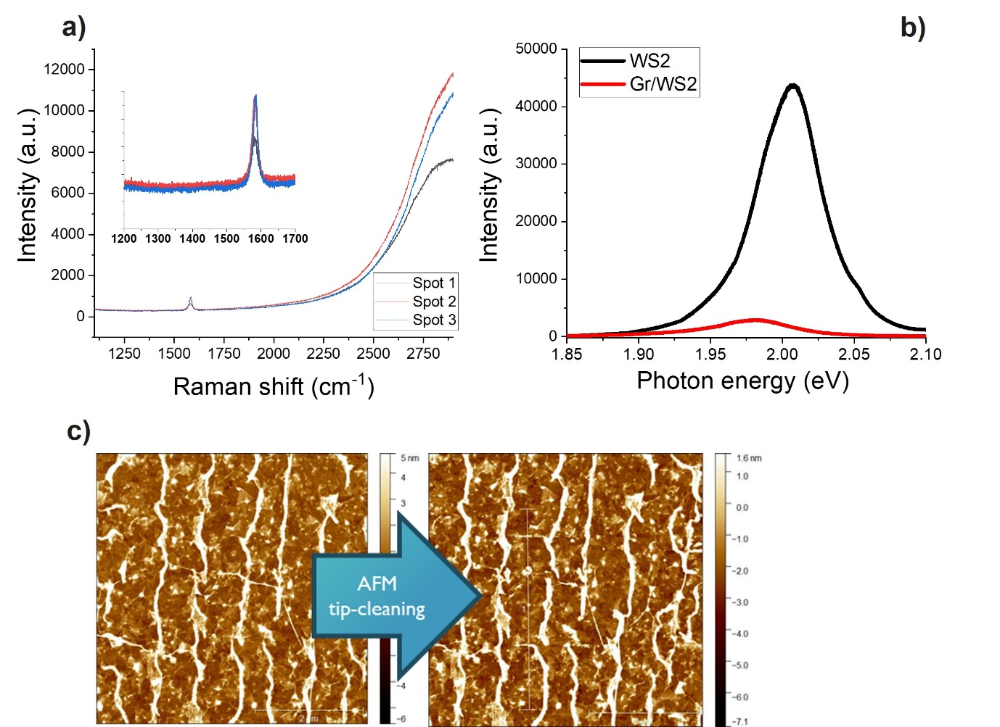 a)
12000
10000
8000
6000
4000
2000
0
Intensity (a.u.)
1200 1300 1400 1500 1600 1700
Spot 1
Spot 2
Spot 3
1250 1500 1750 2000 2250 2500 2750
Raman shift (cm⁻¹)
b)
50000
40000
30000
20000
10000
0
Intensity (a.u.)
WS2
Gr/WS2
1.85 1.90 1.95 2.00 2.05 2.10
Photon energy (eV)
c)
5 nm
4
3
−4
−6
AFM
tip-cleaning
1
1.6 nm
1.0
0.0
−1.0
−2.0
−3.0
−4.0
−5.0
−6.0
−7.1